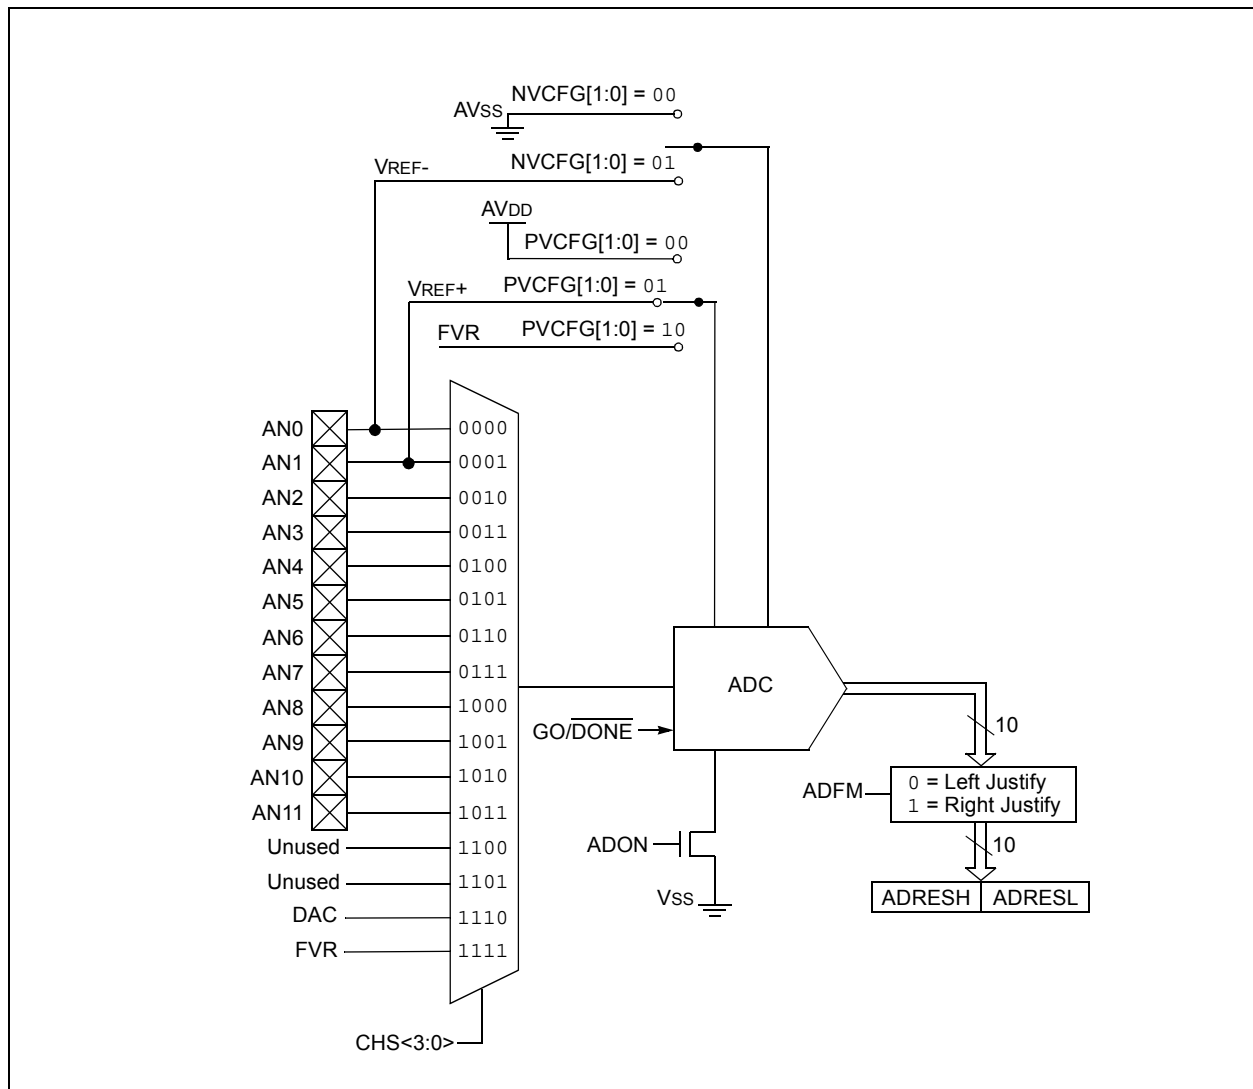 NVCFG[1:0] = 00
AVSS
VREF-
NVCFG[1:0] = 01
AVDD
PVCFG[1:0] = 00
VREF+
PVCFG[1:0] = 01
FVR
PVCFG[1:0] = 10
AN0
0000
AN1
0001
AN2
0010
AN3
0011
AN4
0100
AN5
0101
AN6
0110
AN7
0111
AN8
1000
AN9
1001
AN10
1010
AN11
1011
Unused
1100
Unused
1101
DAC
1110
FVR
1111
CHS<3:0>
ADC
GO/DONE
ADON
VSS
10
ADFM
0 = Left Justify
1 = Right Justify
10
ADRESH ADRESL